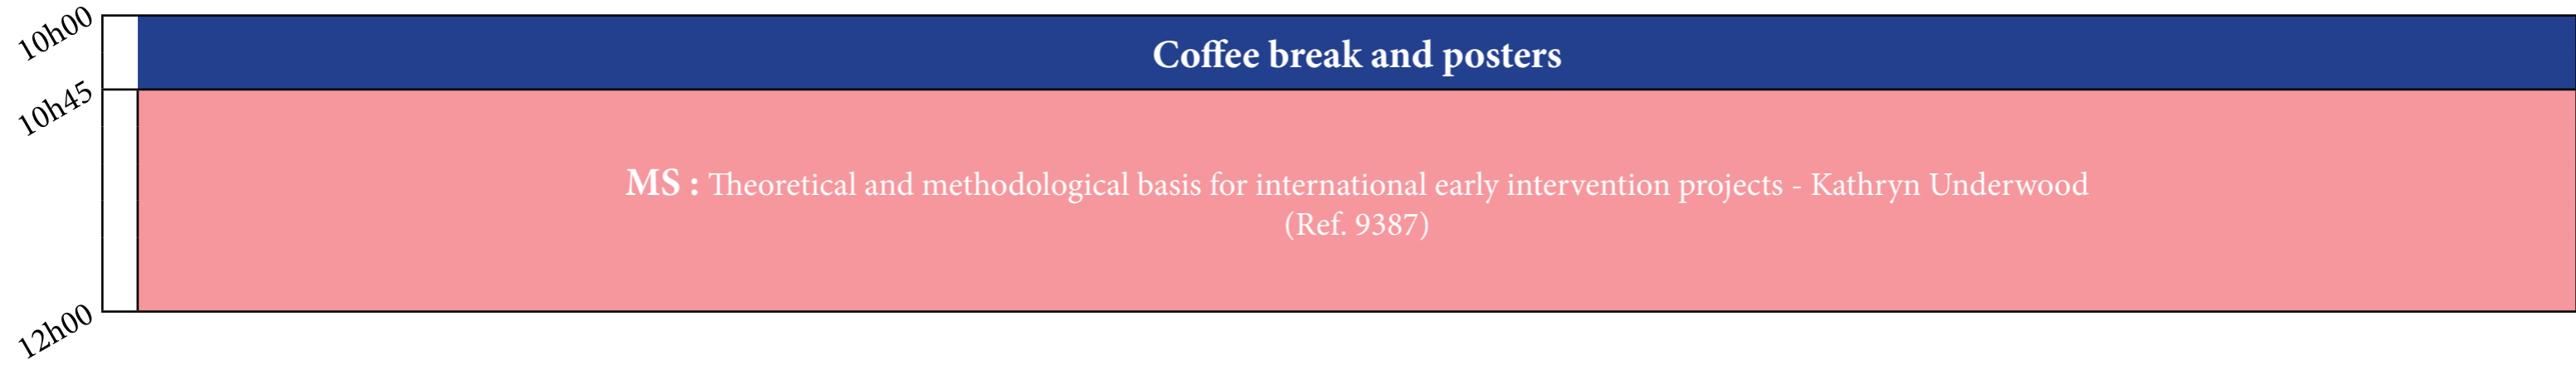 10h00
Coffee break and posters
10h45
MS : Theoretical and methodological basis for international early intervention projects - Kathryn Underwood
(Ref. 9387)
12h00